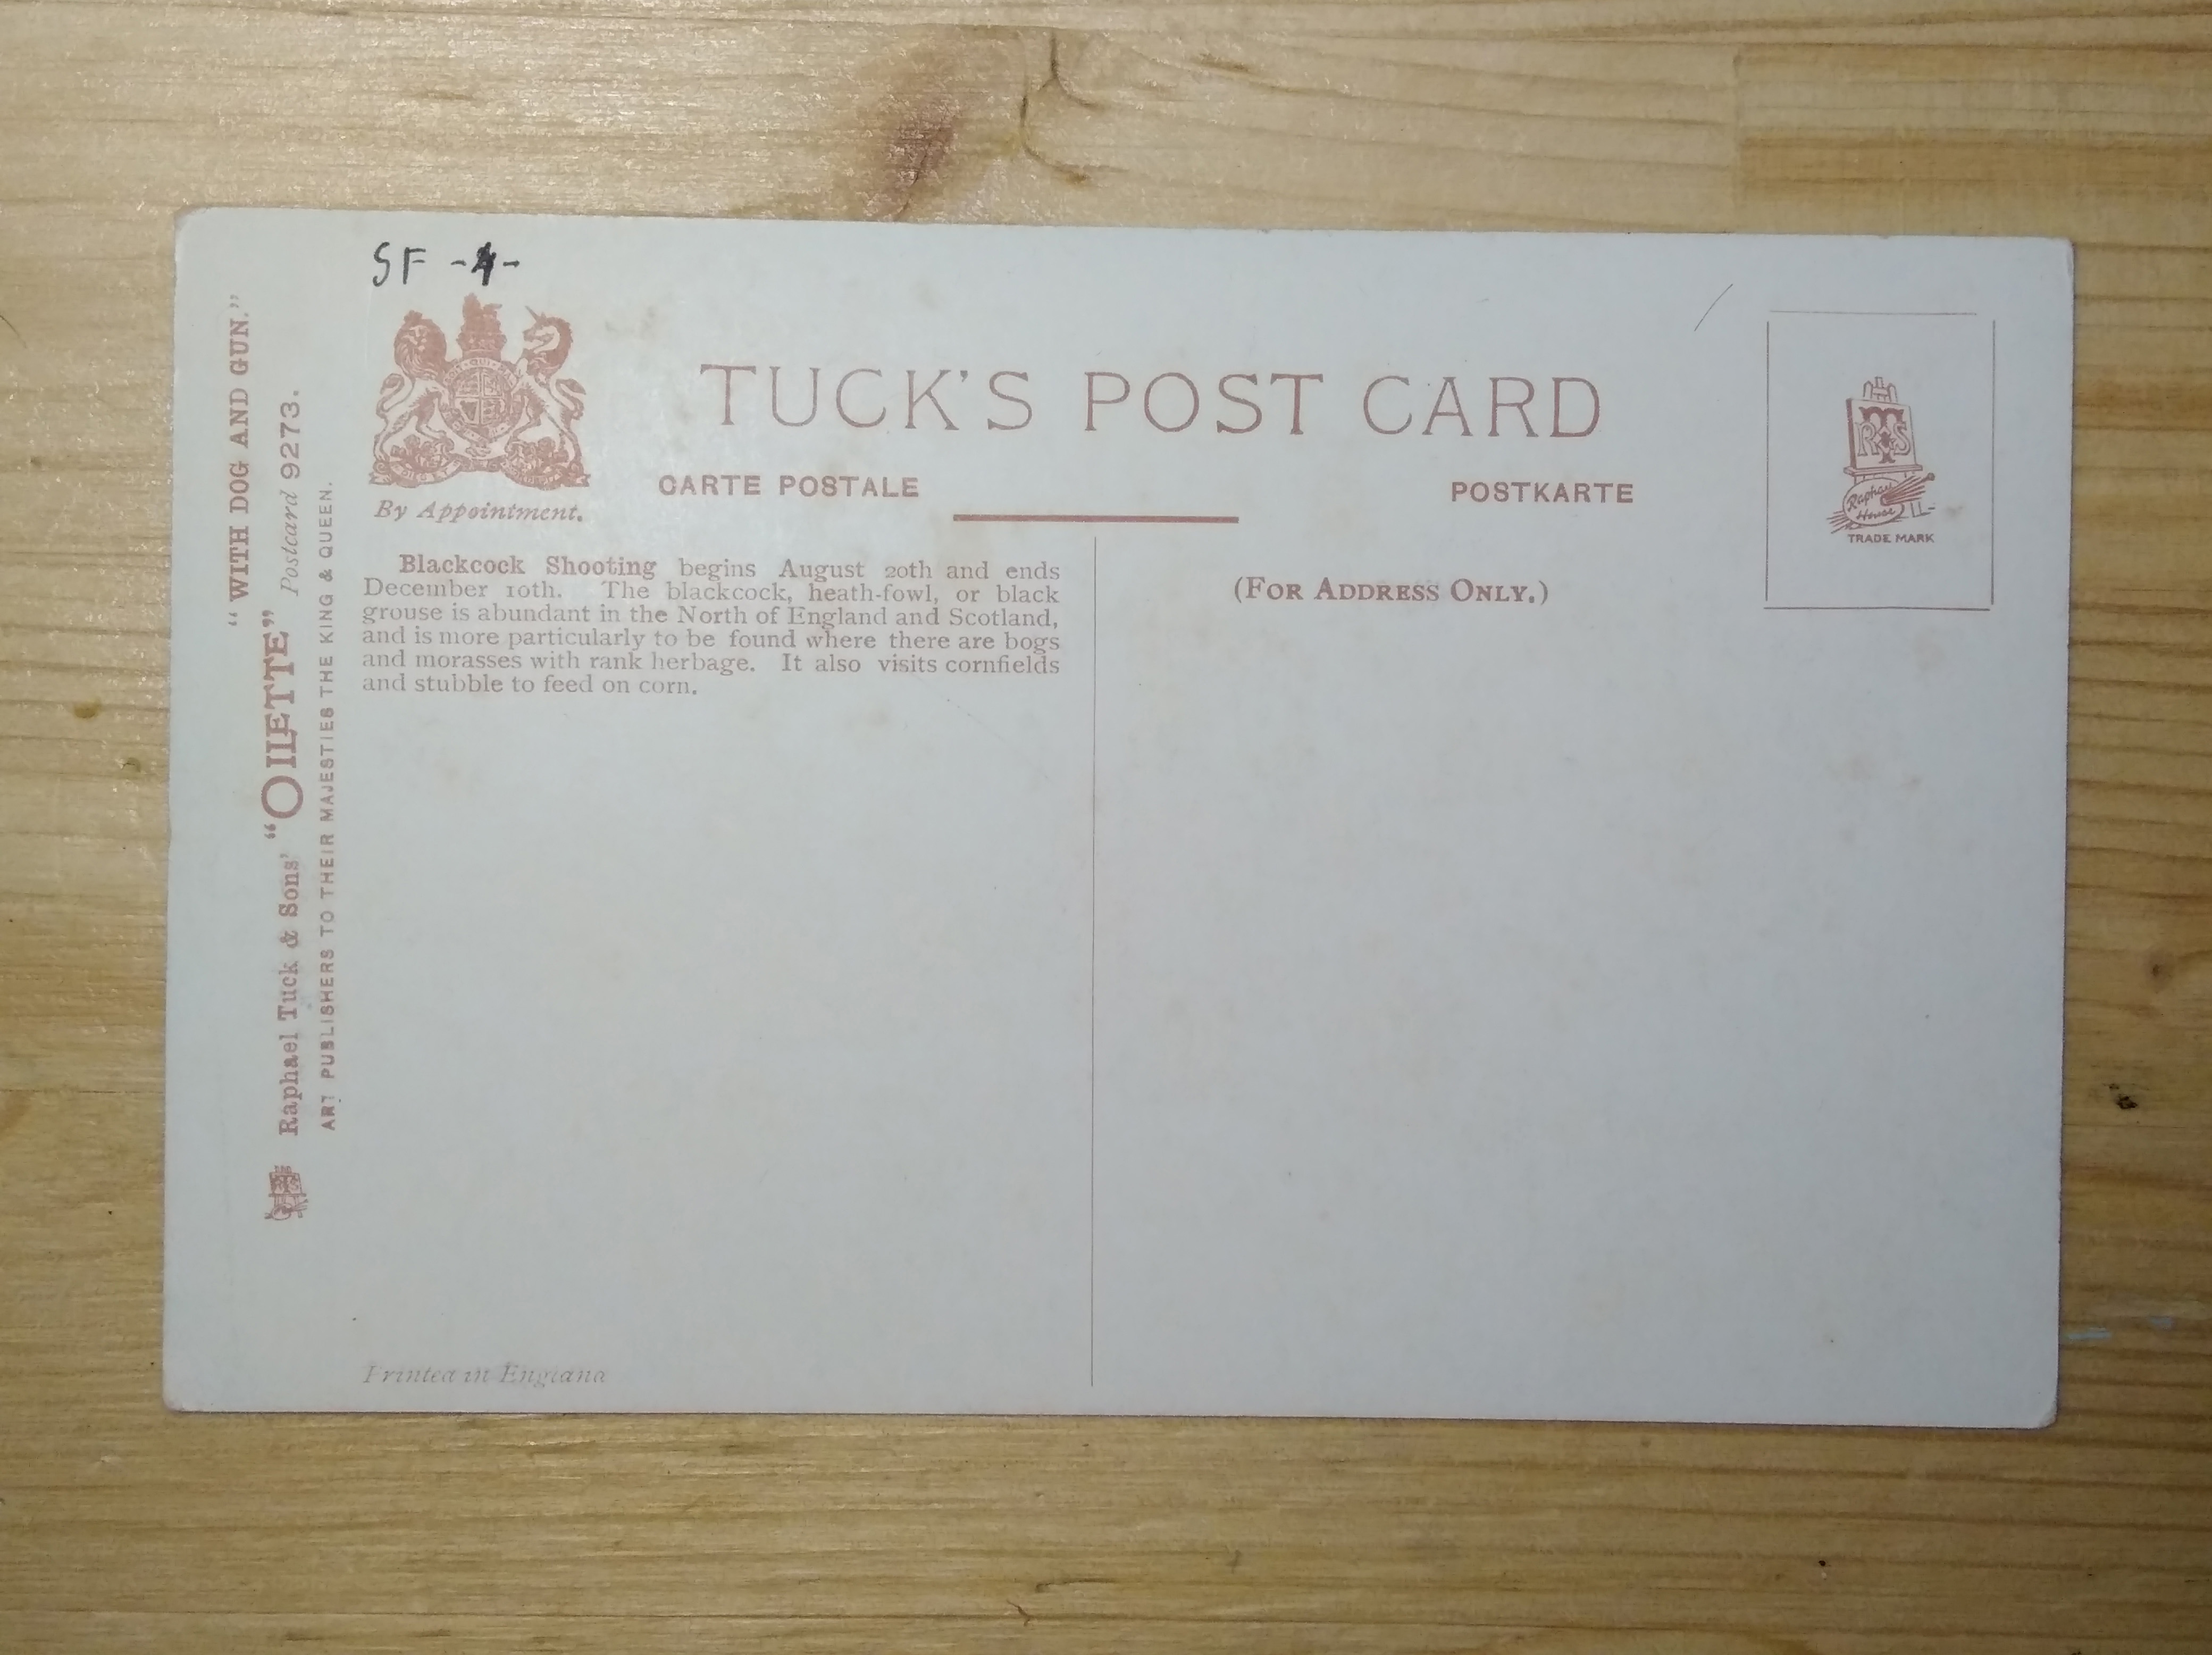 SF -4-
"WITH DOG AND GUN."
Raphael Tuck & Sons' "OILETTE" Postcard 9273.
ART PUBLISHERS TO THEIR MAJESTIES THE KING & QUEEN.
By Appointment.
TUCK'S POST CARD
CARTE POSTALE
POSTKARTE
Raphael
House
TRADE MARK
Blackcock Shooting begins August 20th and ends
December 10th. The blackcock, heath-fowl, or black
grouse is abundant in the North of England and Scotland,
and is more particularly to be found where there are bogs
and morasses with rank herbage. It also visits cornfields
and stubble to feed on corn.
(FOR ADDRESS ONLY.)
Printed in England